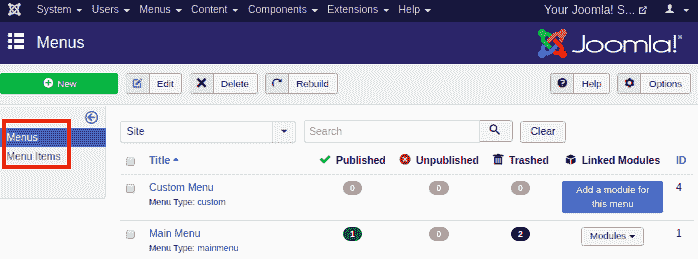 System Users Menus Content Components Extensions Help Your Joomla! S...
Menus Joomla!®
New Edit Delete Rebuild Help Options
Menus
Menu Items
Site Search Clear
Title Published Unpublished Trashed Linked Modules ID
Custom Menu 0 0 0 Add a module for 4
Menu Type: custom this menu
Main Menu 1 0 2 Modules 1
Menu Type: mainmenu